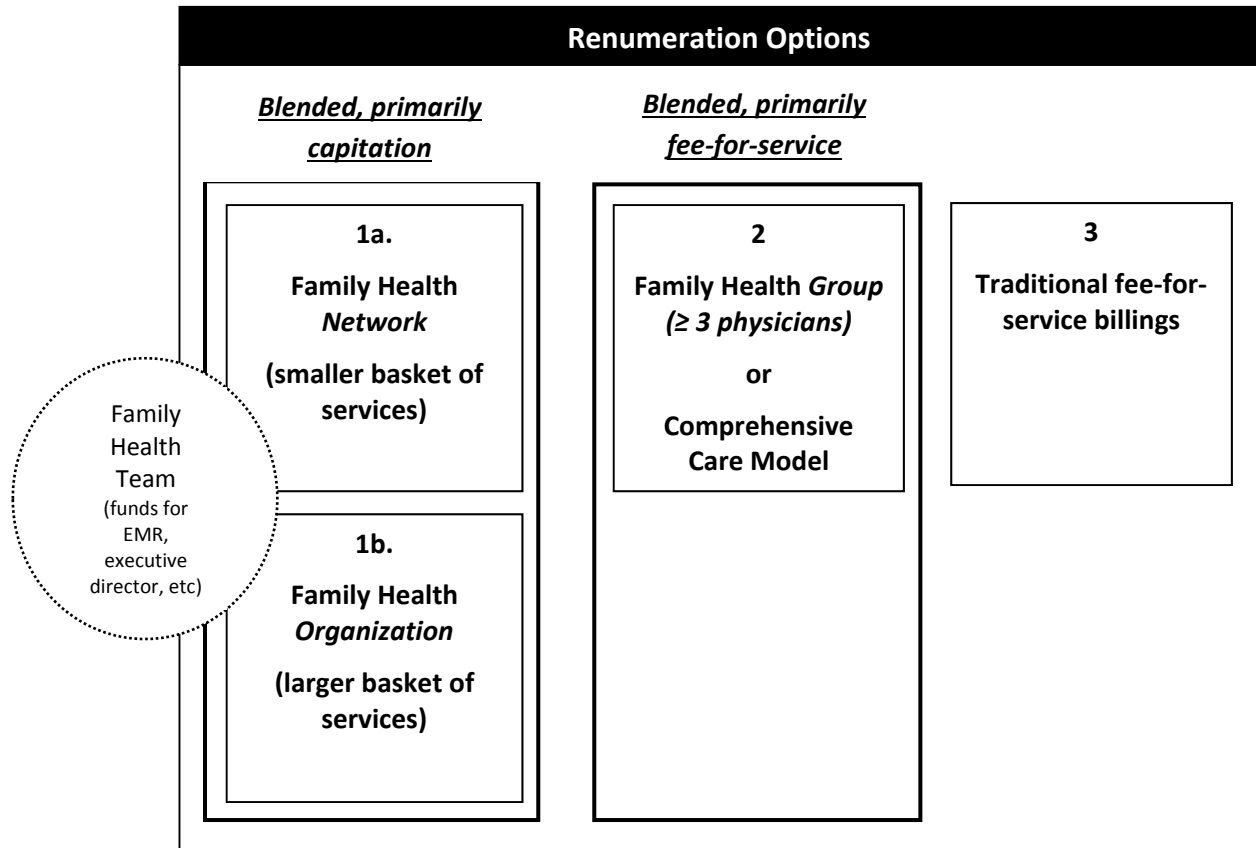 Renumeration Options
Blended, primarily
capitation
Blended, primarily
fee-for-service
1a.
Family Health
Network
(smaller basket of
services)
2
Family Health Group
(≥ 3 physicians)
or
Comprehensive
Care Model
3
Traditional fee-for-
service billings
Family
Health
Team
(funds for
EMR,
executive
director, etc)
1b.
Family Health
Organization
(larger basket of
services)